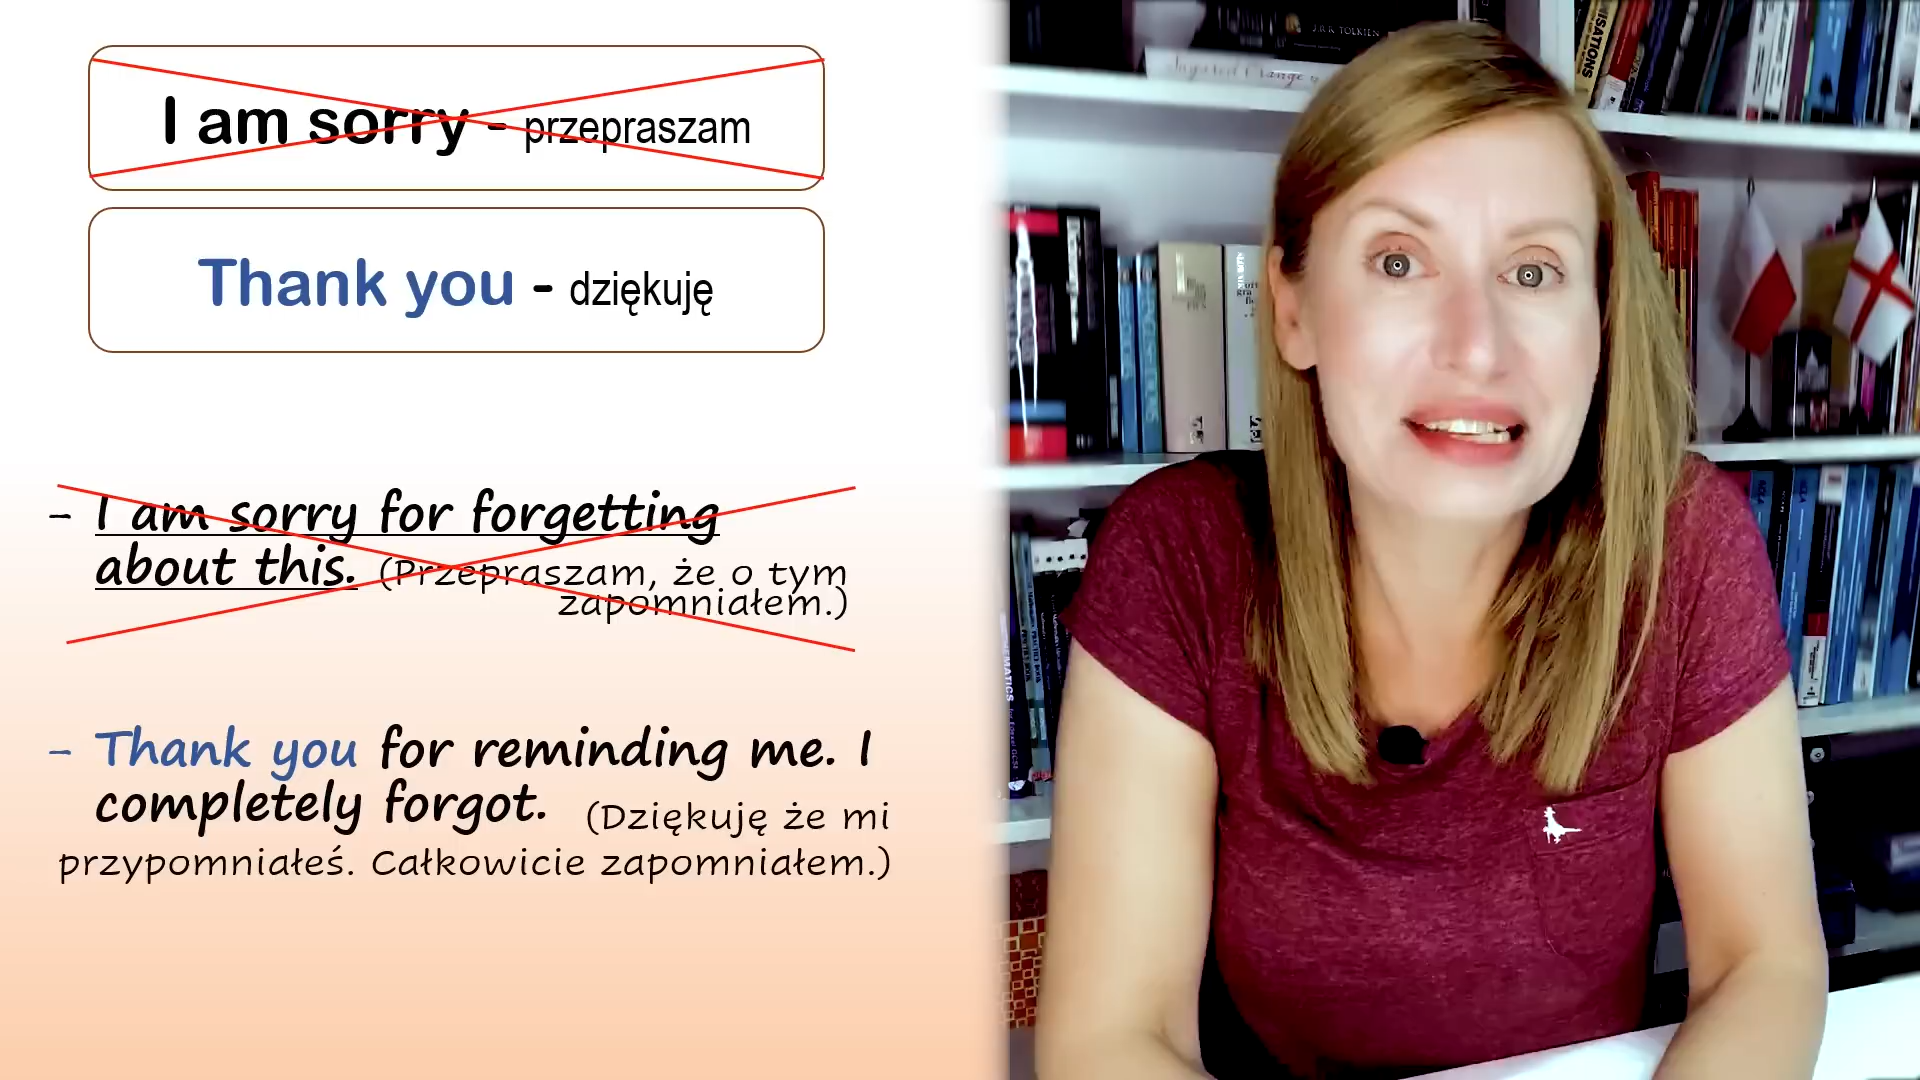 I am sorry - przepraszam
Thank you - dziękuję
- I am sorry for forgetting
about this. (Przepraszam, że o tym
zapomniałem.)
- Thank you for reminding me. I
completely forgot. (Dziękuję że mi
przypomniałeś. Całkowicie zapomniałem.)
J.R.R. TOLKIEN